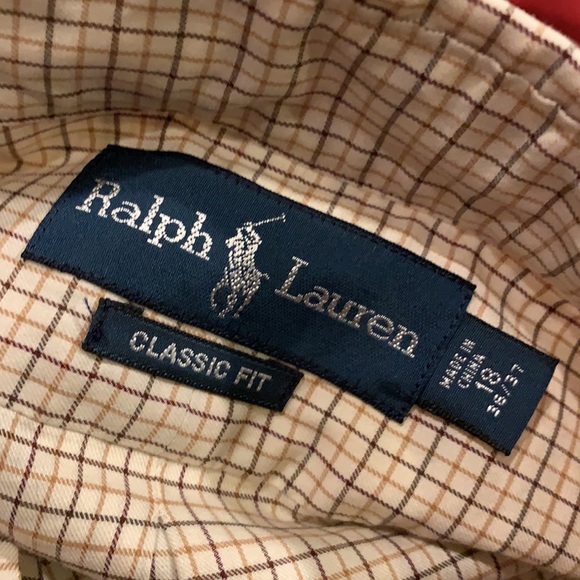 Ralph Lauren
CLASSIC FIT
MADE IN
CHINA
18
36/37